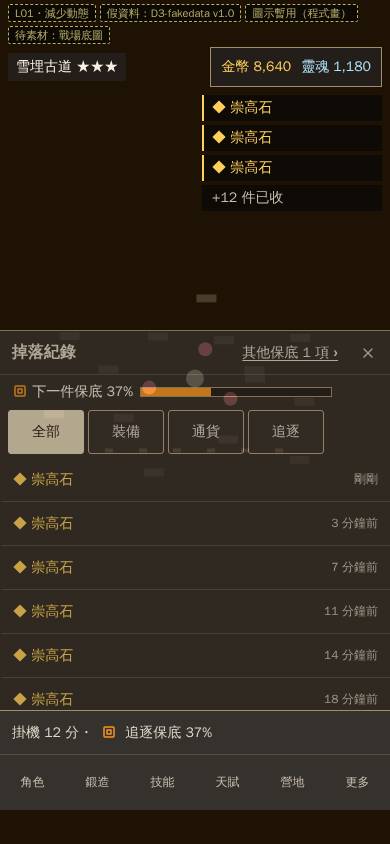 L01・減少動態 假資料：D3-fakedata v1.0 圖示暫用（程式畫）
待素材：戰場底圖
雪埋古道 ★★★ 金幣 8,640 靈魂 1,180
崇高石
崇高石
崇高石
+12 件已收
掉落紀錄 其他保底 1 項 ›
下一件保底 37%
全部 裝備 通貨 追逐
崇高石 剛剛
崇高石 3 分鐘前
崇高石 7 分鐘前
崇高石 11 分鐘前
崇高石 14 分鐘前
崇高石 18 分鐘前
掛機 12 分・ 追逐保底 37%
角色 鍛造 技能 天賦 營地 更多